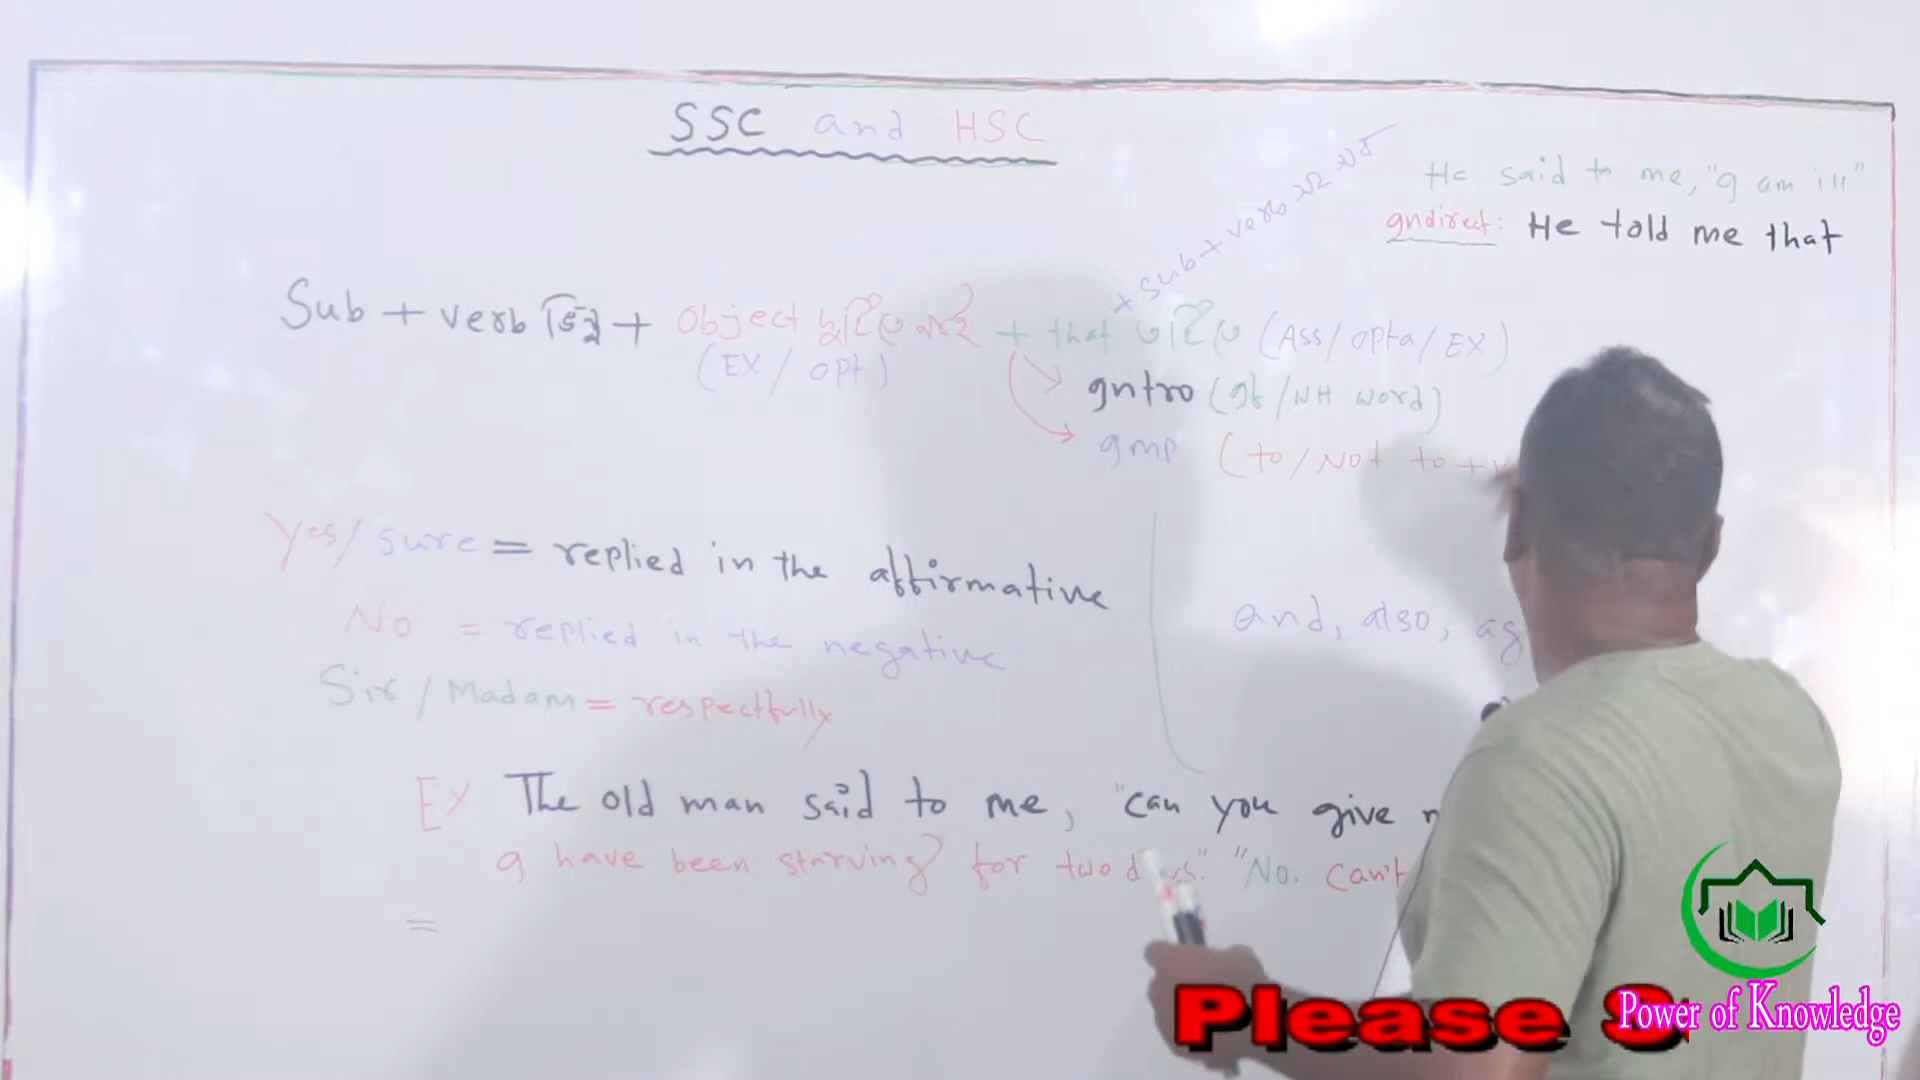 SSC and HSC
He said to me, "I am ill"
Indirect: He told me that
+ Sub + verb
Sub + verb + Object + that (Ass/opta/EX)
(EX / opt)
Intro (If/WH word)
Imp (to/Not to +
Yes/sure = replied in the affirmative
No = replied in the negative
and, also,
Sir / Madam = respectfully
Ex The old man said to me, "can you give
I have been starving for two "No. can't
=
Please S
Power of Knowledge